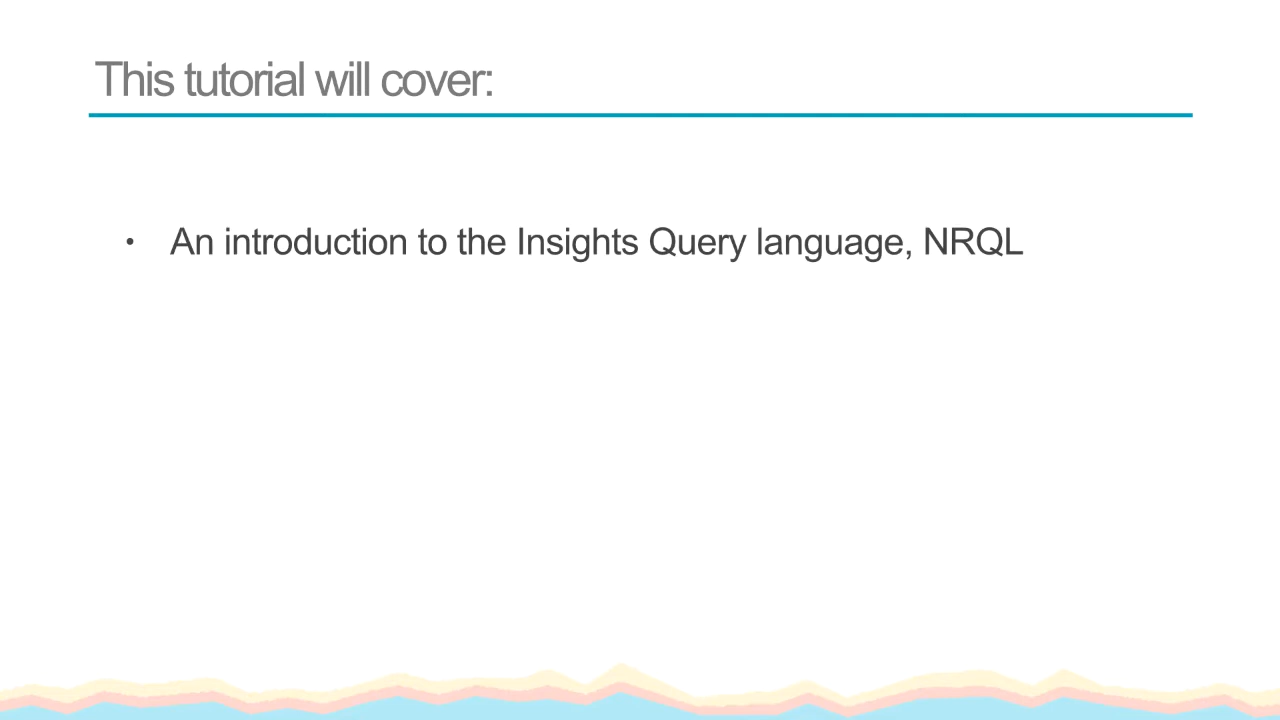 This tutorial will cover:
• An introduction to the Insights Query language, NRQL